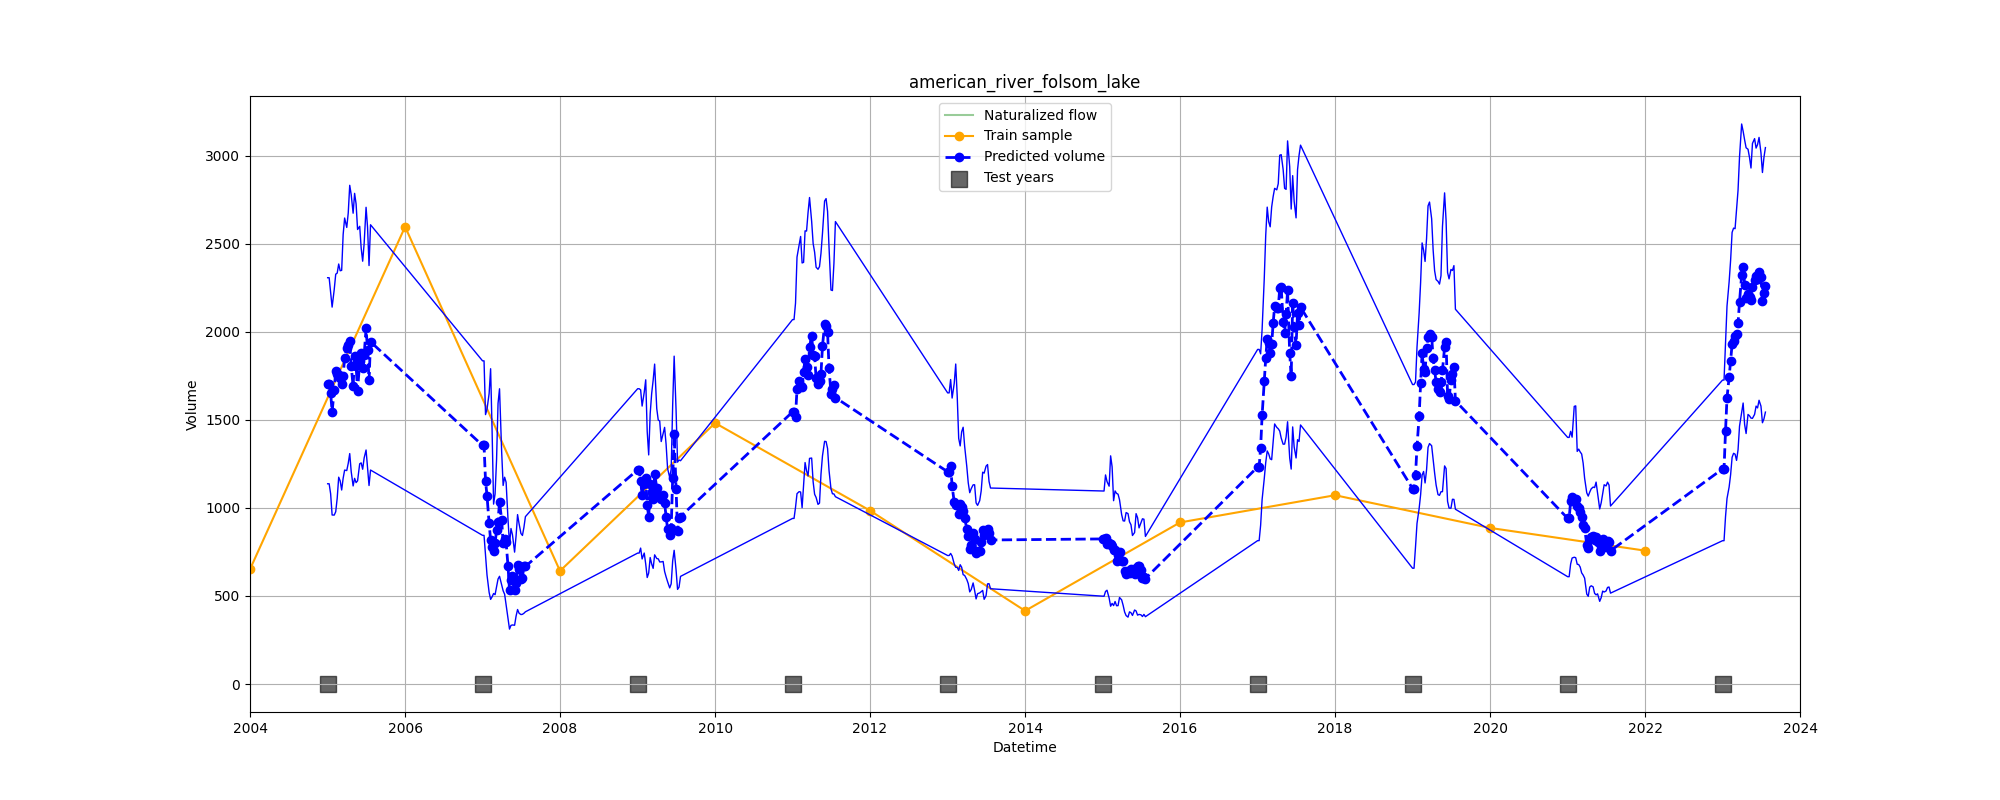 american_river_folsom_lake
Naturalized flow
Train sample
Predicted volume
Test years
3000
2500
2000
1500
1000
500
0
Volume
2004 2006 2008 2010 2012 2014 2016 2018 2020 2022 2024
Datetime